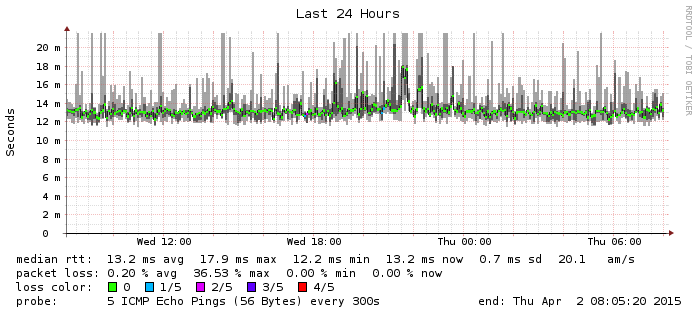 Last 24 Hours
RRDTOOL / TOBI OETIKER
Seconds
20 m
18 m
16 m
14 m
12 m
10 m
8 m
6 m
4 m
2 m
0
Wed 12:00 Wed 18:00 Thu 00:00 Thu 06:00
median rtt: 13.2 ms avg 17.9 ms max 12.2 ms min 13.2 ms now 0.7 ms sd 20.1 am/s
packet loss: 0.20 % avg 36.53 % max 0.00 % min 0.00 % now
loss color: 0 1/5 2/5 3/5 4/5
probe: 5 ICMP Echo Pings (56 Bytes) every 300s end: Thu Apr 2 08:05:20 2015